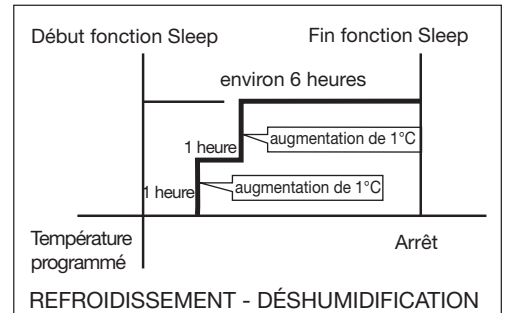 Début fonction Sleep
Fin fonction Sleep
environ 6 heures
augmentation de 1°C
1 heure
augmentation de 1°C
1 heure
Température
programmé
Arrêt
REFROIDISSEMENT - DÉSHUMIDIFICATION